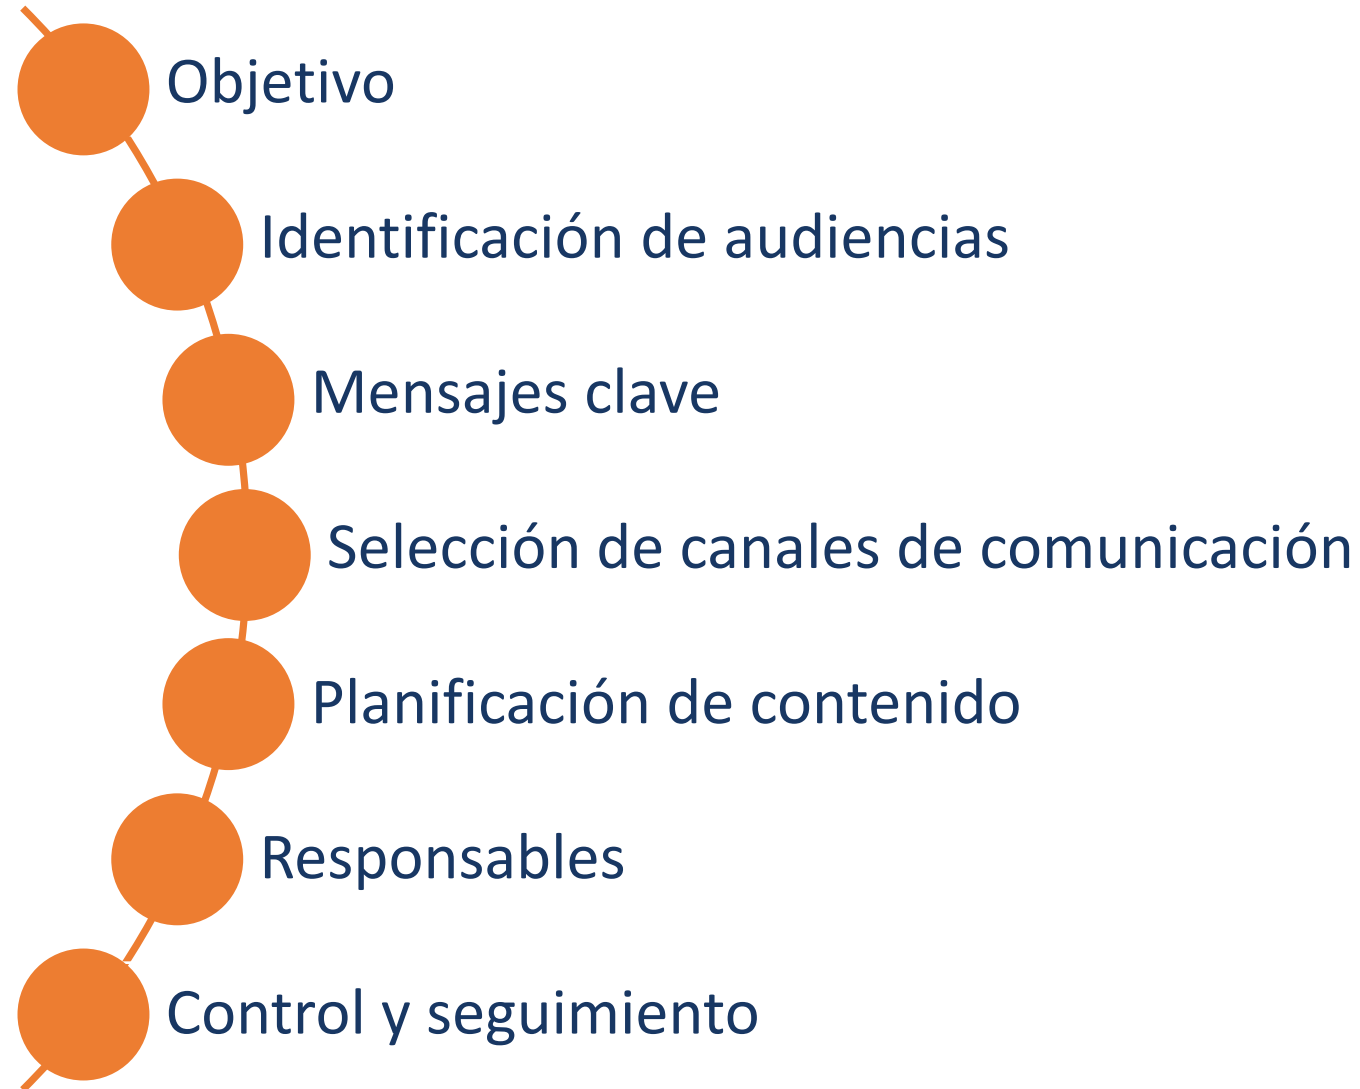 Objetivo
Identificación de audiencias
Mensajes clave
Selección de canales de comunicación
Planificación de contenido
Responsables
Control y seguimiento